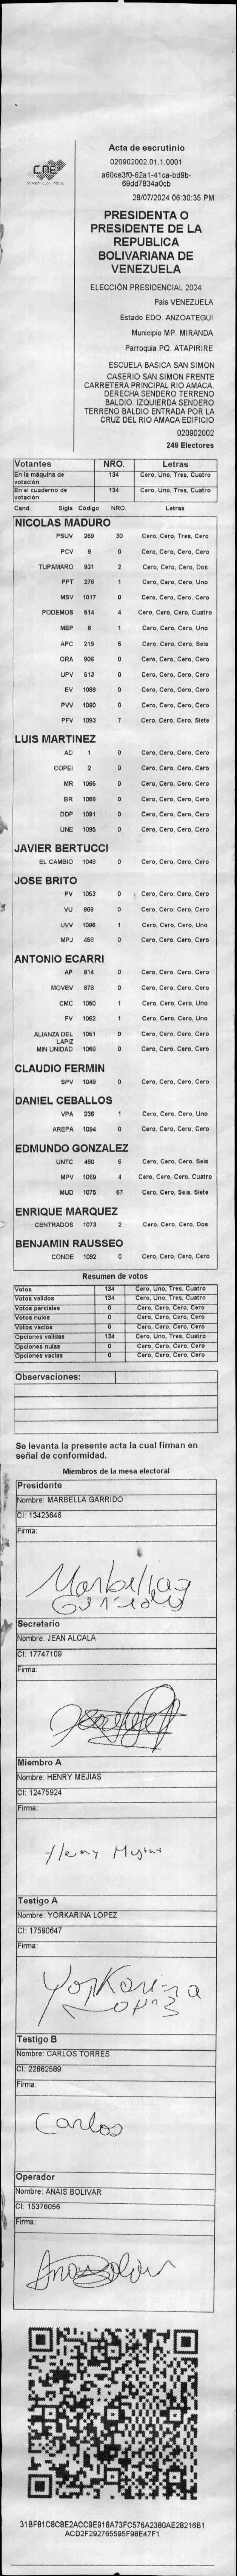 CNE
Acta de escrutinio
020902002.01.1.0001
a60ce3f0-62a1-41ca-bd9b-
69dd7834a0cb
28/07/2024 06:30:35 PM
PRESIDENTA O
PRESIDENTE DE LA
REPUBLICA
BOLIVARIANA DE
VENEZUELA
ELECCIÓN PRESIDENCIAL 2024
País VENEZUELA
Estado EDO. ANZOATEGUI
Municipio MP. MIRANDA
Parroquia PQ. ATAPIRIRE
ESCUELA BASICA SAN SIMON
CASERIO SAN SIMON FRENTE
CARRETERA PRINCIPAL RIO AMACA.
DERECHA SENDERO TERRENO
BALDIO. IZQUIERDA SENDERO
TERRENO BALDIO ENTRADA POR LA
CRUZ DEL RIO AMACA EDIFICIO
020902002
249 Electores
Votantes NRO. Letras
En la máquina de votación 134 Cero, Uno, Tres, Cuatro
En el cuaderno de votación 134 Cero, Uno, Tres, Cuatro
Cand. Sigla Código NRO. Letras
NICOLAS MADURO
PSUV 269 30 Cero, Cero, Tres, Cero
PCV 9 0 Cero, Cero, Cero, Cero
TUPAMARO 931 2 Cero, Cero, Cero, Dos
PPT 276 1 Cero, Cero, Cero, Uno
MSV 1017 0 Cero, Cero, Cero, Cero
PODEMOS 514 4 Cero, Cero, Cero, Cuatro
MEP 6 1 Cero, Cero, Cero, Uno
APC 219 6 Cero, Cero, Cero, Seis
ORA 906 0 Cero, Cero, Cero, Cero
UPV 513 0 Cero, Cero, Cero, Cero
EV 1089 0 Cero, Cero, Cero, Cero
PVV 1090 0 Cero, Cero, Cero, Cero
PFV 1093 7 Cero, Cero, Cero, Siete
LUIS MARTINEZ
AD 1 0 Cero, Cero, Cero, Cero
COPEI 2 0 Cero, Cero, Cero, Cero
MR 1065 0 Cero, Cero, Cero, Cero
BR 1066 0 Cero, Cero, Cero, Cero
DDP 1091 0 Cero, Cero, Cero, Cero
UNE 1095 0 Cero, Cero, Cero, Cero
JAVIER BERTUCCI
EL CAMBIO 1048 0 Cero, Cero, Cero, Cero
JOSE BRITO
PV 1053 0 Cero, Cero, Cero, Cero
VU 969 0 Cero, Cero, Cero, Cero
UVV 1096 1 Cero, Cero, Cero, Uno
MPJ 458 0 Cero, Cero, Cero, Cero
ANTONIO ECARRI
AP 814 0 Cero, Cero, Cero, Cero
MOVEV 878 0 Cero, Cero, Cero, Cero
CMC 1050 1 Cero, Cero, Cero, Uno
FV 1062 1 Cero, Cero, Cero, Uno
ALIANZA DEL LAPIZ 1051 0 Cero, Cero, Cero, Cero
MIN UNIDAD 1068 0 Cero, Cero, Cero, Cero
CLAUDIO FERMIN
SPV 1049 0 Cero, Cero, Cero, Cero
DANIEL CEBALLOS
VPA 236 1 Cero, Cero, Cero, Uno
AREPA 1094 0 Cero, Cero, Cero, Cero
EDMUNDO GONZALEZ
UNTC 460 6 Cero, Cero, Cero, Seis
MPV 1069 4 Cero, Cero, Cero, Cuatro
MUD 1075 67 Cero, Cero, Seis, Siete
ENRIQUE MARQUEZ
CENTRADOS 1073 2 Cero, Cero, Cero, Dos
BENJAMIN RAUSSEO
CONDE 1092 0 Cero, Cero, Cero, Cero
Resumen de votos
Votos 134 Cero, Uno, Tres, Cuatro
Votos validos 134 Cero, Uno, Tres, Cuatro
Votos parciales 0 Cero, Cero, Cero, Cero
Votos nulos 0 Cero, Cero, Cero, Cero
Votos vacios 0 Cero, Cero, Cero, Cero
Opciones validas 134 Cero, Uno, Tres, Cuatro
Opciones nulas 0 Cero, Cero, Cero, Cero
Opciones vacias 0 Cero, Cero, Cero, Cero
Observaciones:
Se levanta la presente acta la cual firman en
señal de conformidad.
Miembros de la mesa electoral
Presidente
Nombre: MARBELLA GARRIDO
CI: 13423646
Firma:
Marbella
Garrido
Secretario
Nombre: JEAN ALCALA
CI: 17747109
Firma:
Miembro A
Nombre: HENRY MEJIAS
CI: 12475924
Firma:
Henry Mejias
Testigo A
Nombre: YORKARINA LOPEZ
CI: 17590647
Firma:
Yorkarina
Lopez
Testigo B
Nombre: CARLOS TORRES
CI: 22862589
Firma:
Carlos
Operador
Nombre: ANAIS BOLIVAR
CI: 15376056
Firma:
Anais Bolivar
31BFB1C8C8E2ACC9E918A73FC576A2380AE28216B1
ACD2F292765595F98E47F1